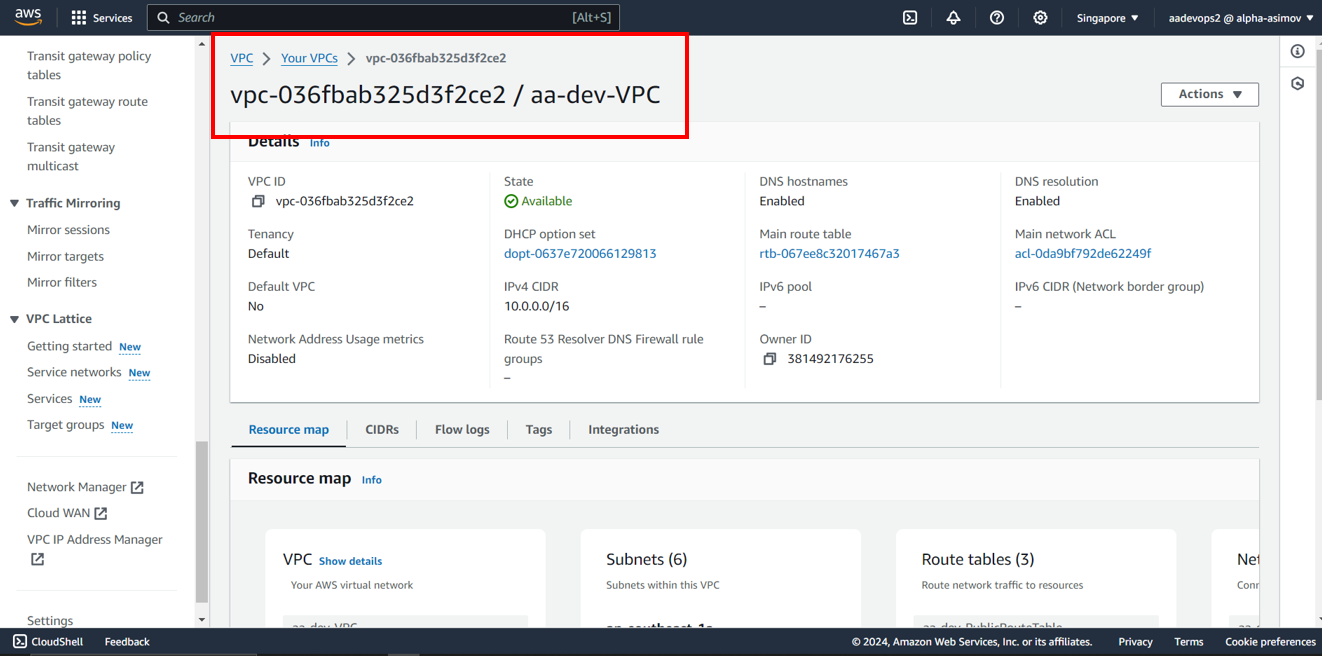 aws
Services
Search
[Alt+S]
Singapore
aadevops2 @ alpha-asimov
Transit gateway policy
tables
Transit gateway route
tables
Transit gateway
multicast
Traffic Mirroring
Mirror sessions
Mirror targets
Mirror filters
VPC Lattice
Getting started New
Service networks New
Services New
Target groups New
Network Manager
Cloud WAN
VPC IP Address Manager
Settings
VPC
Your VPCs
vpc-036fbab325d3f2ce2
vpc-036fbab325d3f2ce2 / aa-dev-VPC
Actions
Details Info
VPC ID
vpc-036fbab325d3f2ce2
State
Available
DNS hostnames
Enabled
DNS resolution
Enabled
Tenancy
Default
DHCP option set
dopt-0637e720066129813
Main route table
rtb-067ee8c32017467a3
Main network ACL
acl-0da9bf792de62249f
Default VPC
No
IPv4 CIDR
10.0.0.0/16
IPv6 pool
–
IPv6 CIDR (Network border group)
–
Network Address Usage metrics
Disabled
Route 53 Resolver DNS Firewall rule
groups
–
Owner ID
381492176255
Resource map
CIDRs
Flow logs
Tags
Integrations
Resource map Info
VPC Show details
Your AWS virtual network
aa-dev-VPC
Subnets (6)
Subnets within this VPC
ap-southeast-1a
Route tables (3)
Route network traffic to resources
aa-dev-PublicRouteTable
CloudShell
Feedback
© 2024, Amazon Web Services, Inc. or its affiliates.
Privacy
Terms
Cookie preferences